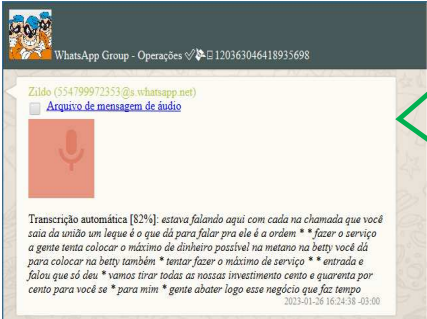 WhatsApp Group - Operações 120363046418935698
Zildo (554799972353@s.whatsapp.net)
Arquivo de mensagem de áudio
Transcrição automática [82%]: estava falando aqui com cada na chamada que você
saia da união um leque é o que dá para falar pra ele é a ordem * * fazer o serviço
a gente tenta colocar o máximo de dinheiro possível na metano na betty você dá
para colocar na betty também * tentar fazer o máximo de serviço * * entrada e
falou que só deu * vamos tirar todas as nossas investimento cento e quarenta por
cento para você se * para mim * gente abater logo esse negócio que faz tempo
2023-01-26 16:24:38 -03:00